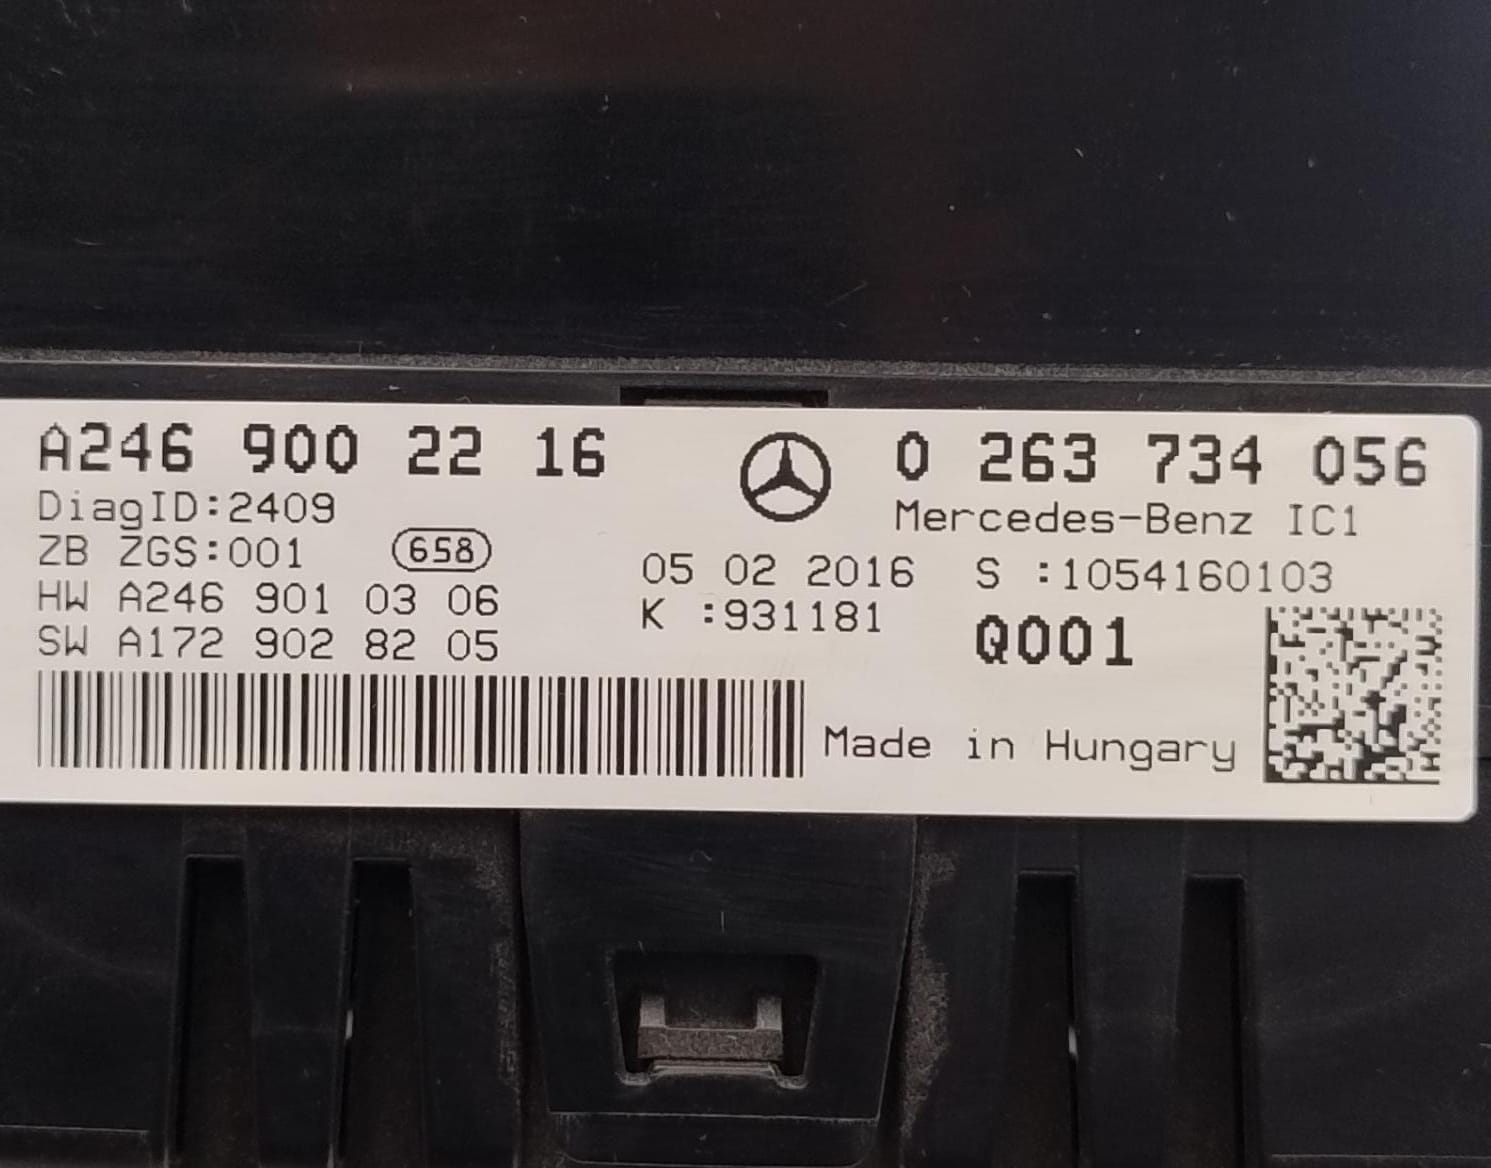 A246 900 22 16
DiagID:2409
ZB ZGS:001 658
HW A246 901 03 06
SW A172 902 82 05
05 02 2016
K :931181
0 263 734 056
Mercedes-Benz IC1
S :1054160103
Q001
Made in Hungary